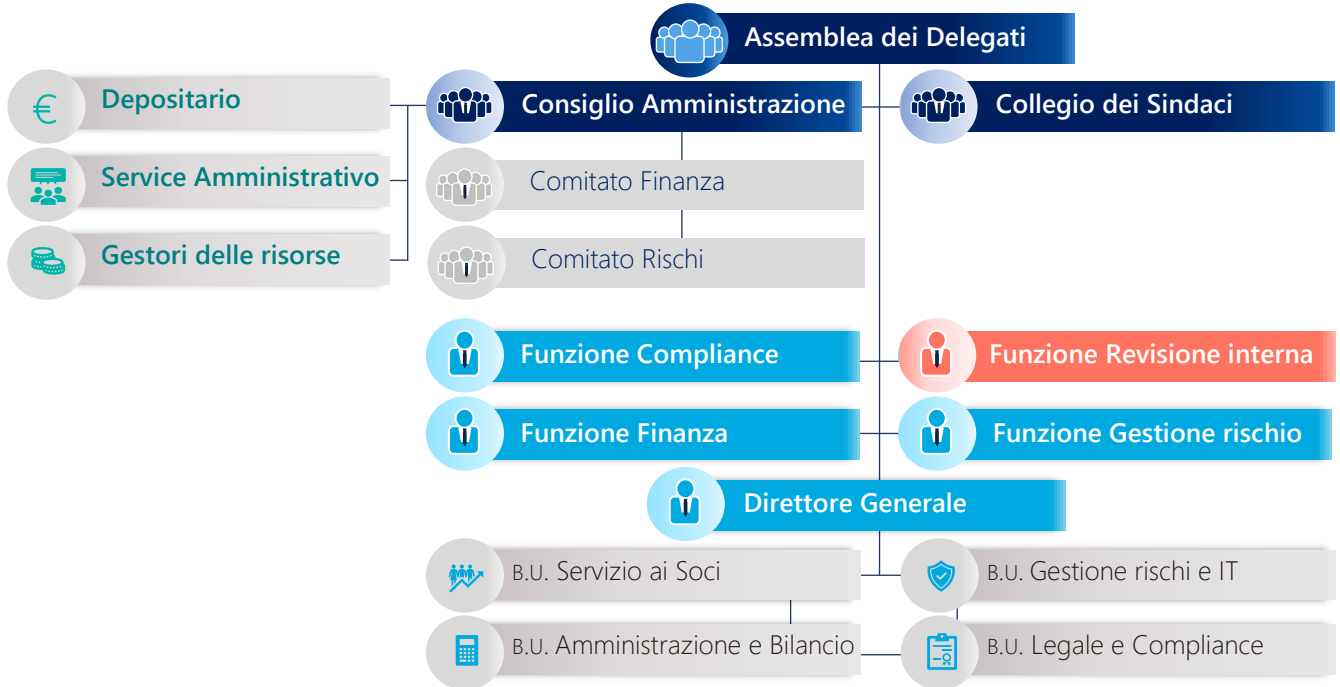 Assemblea dei Delegati
Depositario
Consiglio Amministrazione
Collegio dei Sindaci
Service Amministrativo
Comitato Finanza
Gestori delle risorse
Comitato Rischi
Funzione Compliance
Funzione Revisione interna
Funzione Finanza
Funzione Gestione rischio
Direttore Generale
B.U. Servizio ai Soci
B.U. Gestione rischi e IT
B.U. Amministrazione e Bilancio
B.U. Legale e Compliance